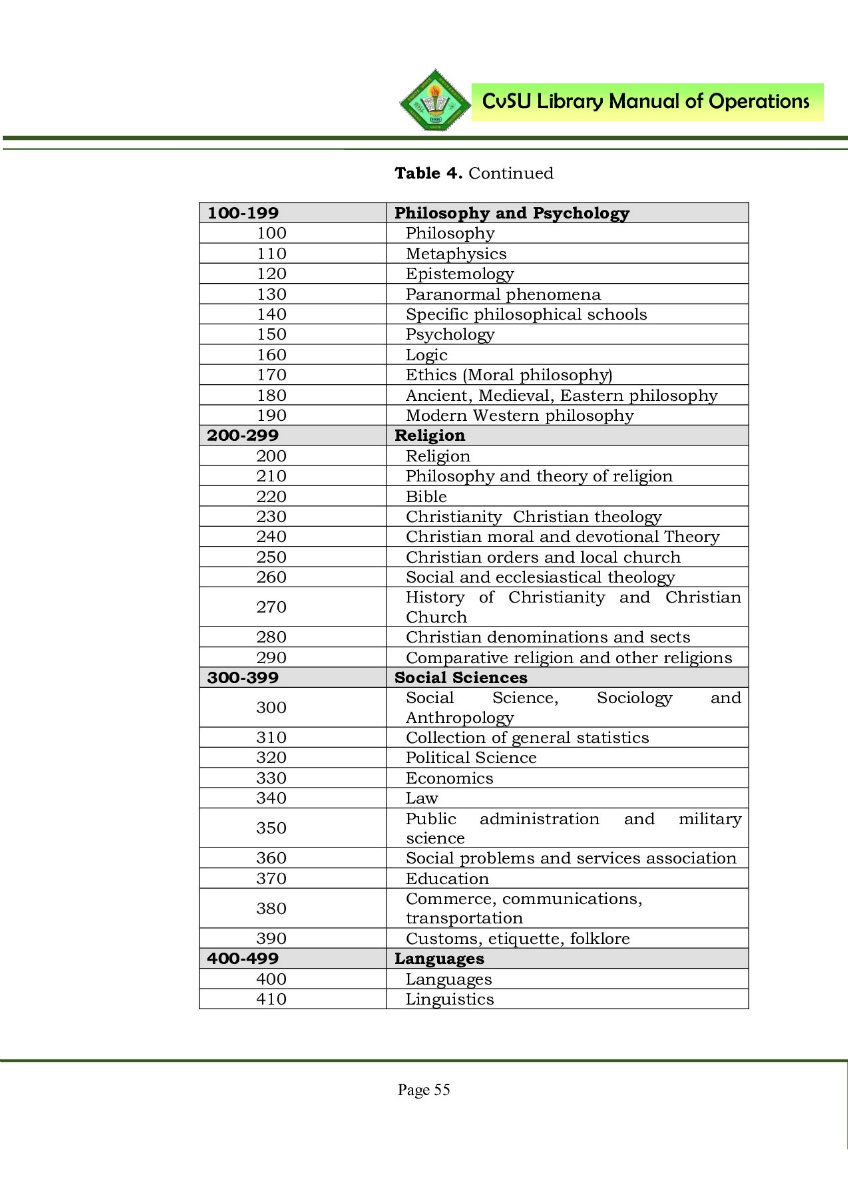 CvSU Library Manual of Operations
Table 4. Continued
100-199 Philosophy and Psychology
100 Philosophy
110 Metaphysics
120 Epistemology
130 Paranormal phenomena
140 Specific philosophical schools
150 Psychology
160 Logic
170 Ethics (Moral philosophy)
180 Ancient, Medieval, Eastern philosophy
190 Modern Western philosophy
200-299 Religion
200 Religion
210 Philosophy and theory of religion
220 Bible
230 Christianity  Christian theology
240 Christian moral and devotional Theory
250 Christian orders and local church
260 Social and ecclesiastical theology
270 History of Christianity and Christian
Church
280 Christian denominations and sects
290 Comparative religion and other religions
300-399 Social Sciences
300 Social Science, Sociology and
Anthropology
310 Collection of general statistics
320 Political Science
330 Economics
340 Law
350 Public administration and military
science
360 Social problems and services association
370 Education
380 Commerce, communications,
transportation
390 Customs, etiquette, folklore
400-499 Languages
400 Languages
410 Linguistics
Page 55